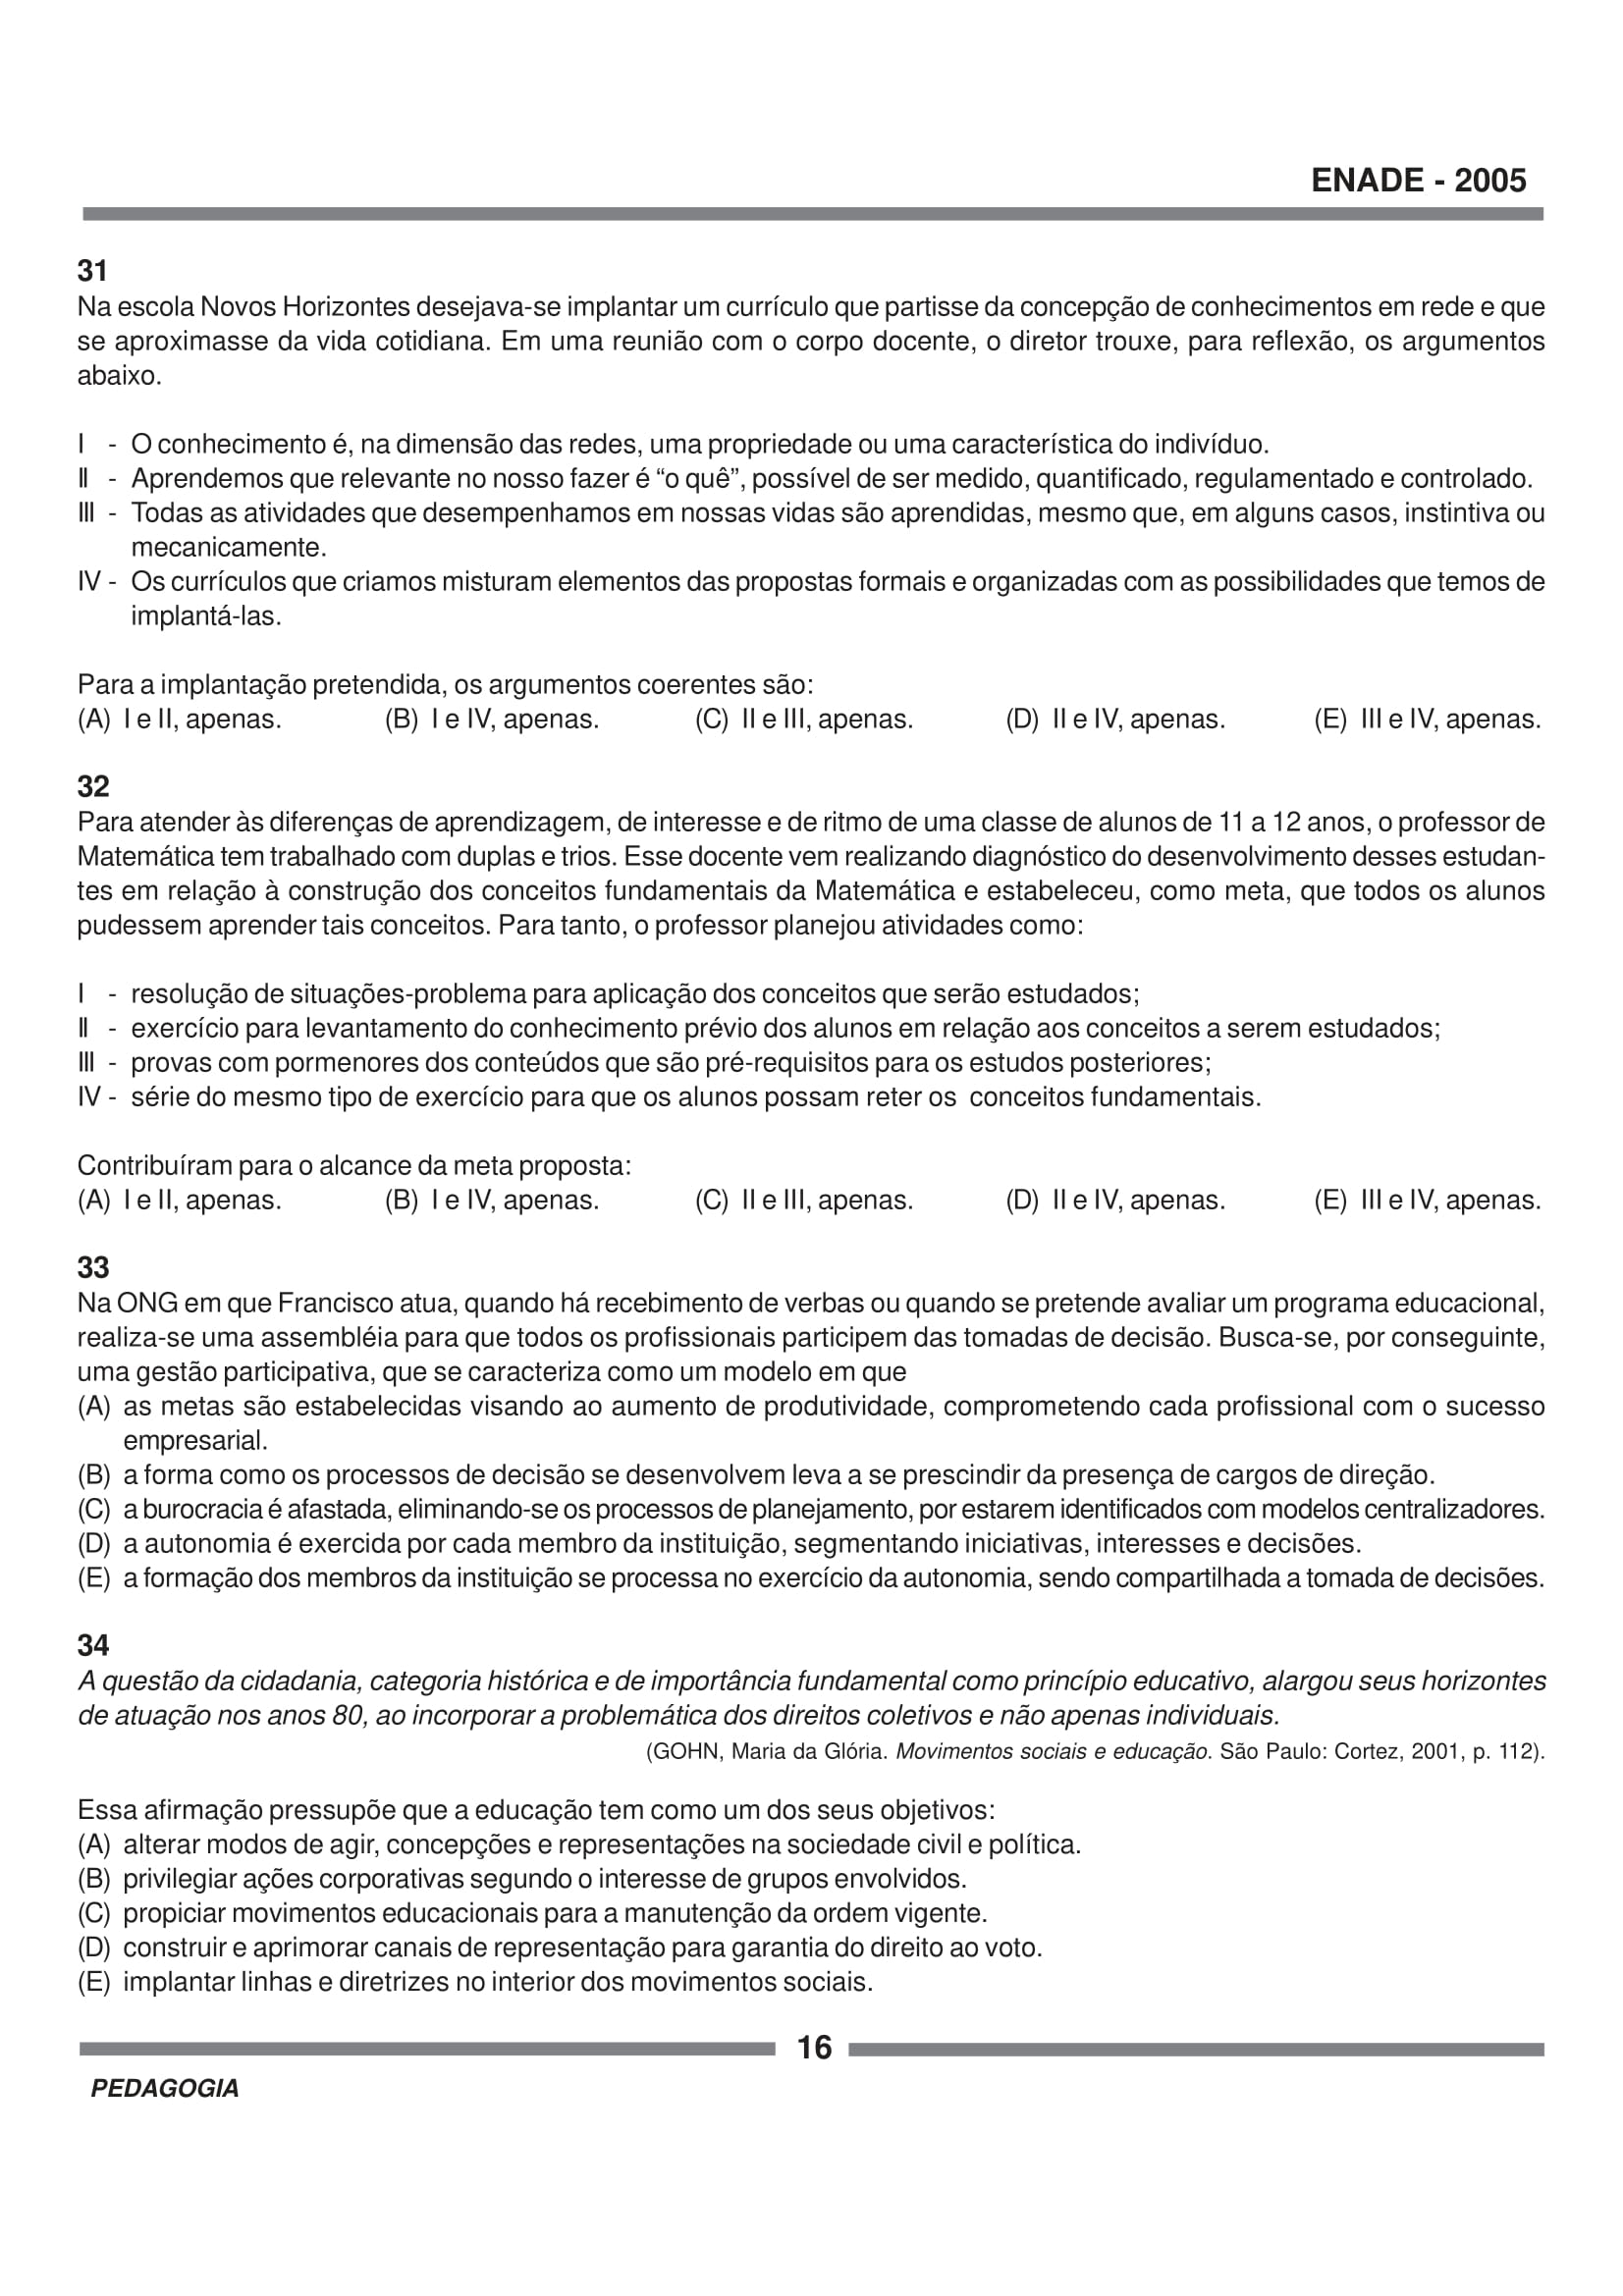 ENADE - 2005
31
Na escola Novos Horizontes desejava-se implantar um currículo que partisse da concepção de conhecimentos em rede e que
se aproximasse da vida cotidiana. Em uma reunião com o corpo docente, o diretor trouxe, para reflexão, os argumentos
abaixo.
I - O conhecimento é, na dimensão das redes, uma propriedade ou uma característica do indivíduo.
II - Aprendemos que relevante no nosso fazer é “o quê”, possível de ser medido, quantificado, regulamentado e controlado.
III - Todas as atividades que desempenhamos em nossas vidas são aprendidas, mesmo que, em alguns casos, instintiva ou
mecanicamente.
IV - Os currículos que criamos misturam elementos das propostas formais e organizadas com as possibilidades que temos de
implantá-las.
Para a implantação pretendida, os argumentos coerentes são:
(A) I e II, apenas. (B) I e IV, apenas. (C) II e III, apenas. (D) II e IV, apenas. (E) III e IV, apenas.
32
Para atender às diferenças de aprendizagem, de interesse e de ritmo de uma classe de alunos de 11 a 12 anos, o professor de
Matemática tem trabalhado com duplas e trios. Esse docente vem realizando diagnóstico do desenvolvimento desses estudan-
tes em relação à construção dos conceitos fundamentais da Matemática e estabeleceu, como meta, que todos os alunos
pudessem aprender tais conceitos. Para tanto, o professor planejou atividades como:
I - resolução de situações-problema para aplicação dos conceitos que serão estudados;
II - exercício para levantamento do conhecimento prévio dos alunos em relação aos conceitos a serem estudados;
III - provas com pormenores dos conteúdos que são pré-requisitos para os estudos posteriores;
IV - série do mesmo tipo de exercício para que os alunos possam reter os conceitos fundamentais.
Contribuíram para o alcance da meta proposta:
(A) I e II, apenas. (B) I e IV, apenas. (C) II e III, apenas. (D) II e IV, apenas. (E) III e IV, apenas.
33
Na ONG em que Francisco atua, quando há recebimento de verbas ou quando se pretende avaliar um programa educacional,
realiza-se uma assembléia para que todos os profissionais participem das tomadas de decisão. Busca-se, por conseguinte,
uma gestão participativa, que se caracteriza como um modelo em que
(A) as metas são estabelecidas visando ao aumento de produtividade, comprometendo cada profissional com o sucesso
empresarial.
(B) a forma como os processos de decisão se desenvolvem leva a se prescindir da presença de cargos de direção.
(C) a burocracia é afastada, eliminando-se os processos de planejamento, por estarem identificados com modelos centralizadores.
(D) a autonomia é exercida por cada membro da instituição, segmentando iniciativas, interesses e decisões.
(E) a formação dos membros da instituição se processa no exercício da autonomia, sendo compartilhada a tomada de decisões.
34
A questão da cidadania, categoria histórica e de importância fundamental como princípio educativo, alargou seus horizontes
de atuação nos anos 80, ao incorporar a problemática dos direitos coletivos e não apenas individuais.
(GOHN, Maria da Glória. Movimentos sociais e educação. São Paulo: Cortez, 2001, p. 112).
Essa afirmação pressupõe que a educação tem como um dos seus objetivos:
(A) alterar modos de agir, concepções e representações na sociedade civil e política.
(B) privilegiar ações corporativas segundo o interesse de grupos envolvidos.
(C) propiciar movimentos educacionais para a manutenção da ordem vigente.
(D) construir e aprimorar canais de representação para garantia do direito ao voto.
(E) implantar linhas e diretrizes no interior dos movimentos sociais.
16
PEDAGOGIA